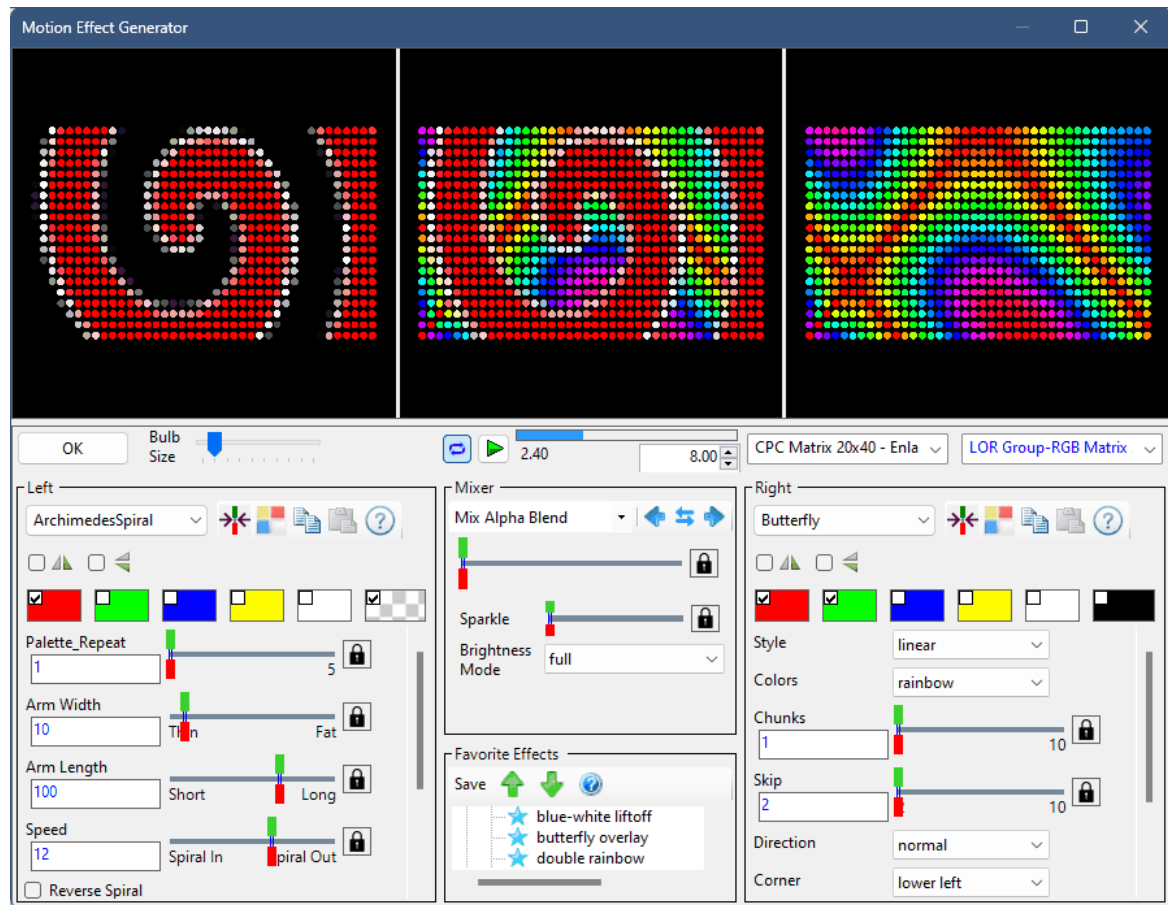 Motion Effect Generator
OK
Bulb
Size
2.40
8.00
CPC Matrix 20x40 - Enla
LOR Group-RGB Matrix
Left
ArchimedesSpiral
Palette_Repeat
1
5
Arm Width
10
Fat
Arm Length
100
Short
Long
Speed
12
Spiral In
piral Out
Reverse Spiral
Mixer
Mix Alpha Blend
Sparkle
Brightness
Mode
full
Favorite Effects
Save
blue-white liftoff
butterfly overlay
double rainbow
Right
Butterfly
Style
linear
Colors
rainbow
Chunks
1
10
Skip
2
10
Direction
normal
Corner
lower left